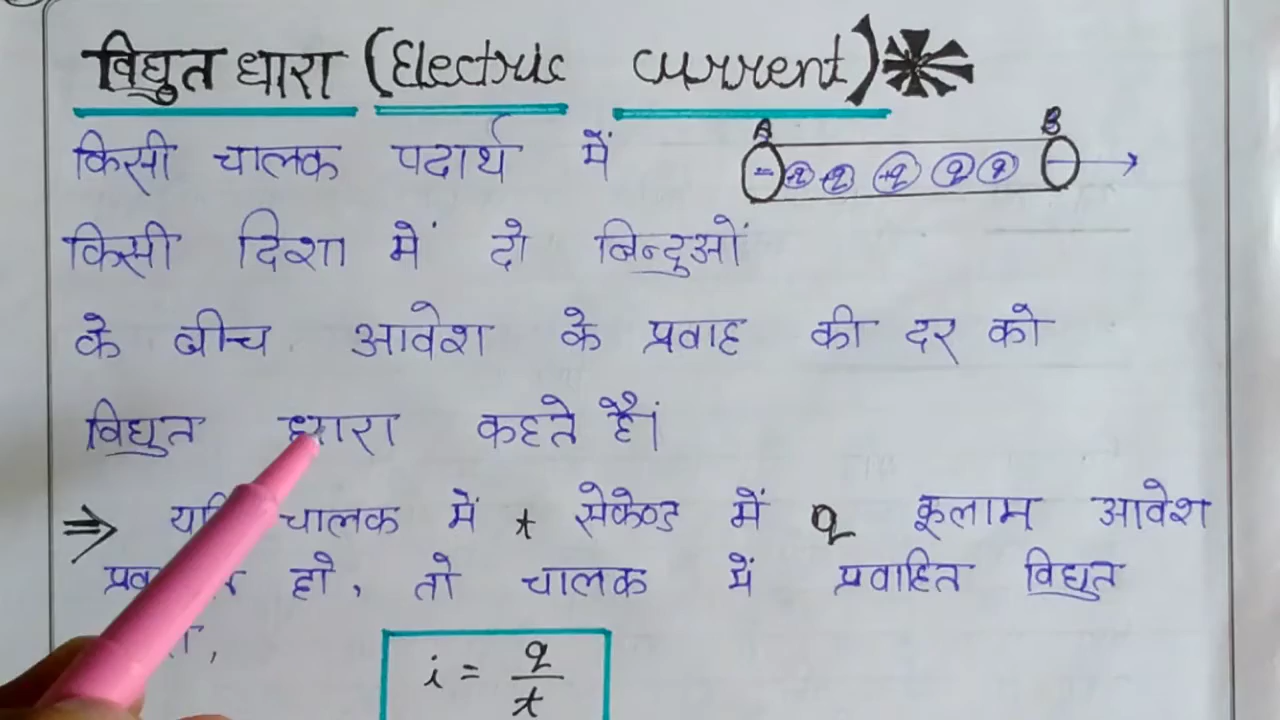 विद्युत धारा (Electric current)
A B
किसी चालक पदार्थ में
- +q +q +q q q
किसी दिशा में दो बिन्दुओं
के बीच आवेश के प्रवाह की दर को
विद्युत धारा कहते हैं।
⇒ चालक में t सेकेण्ड में q कूलाम आवेश
हो, तो चालक में प्रवाहित विद्युत
i = q/t